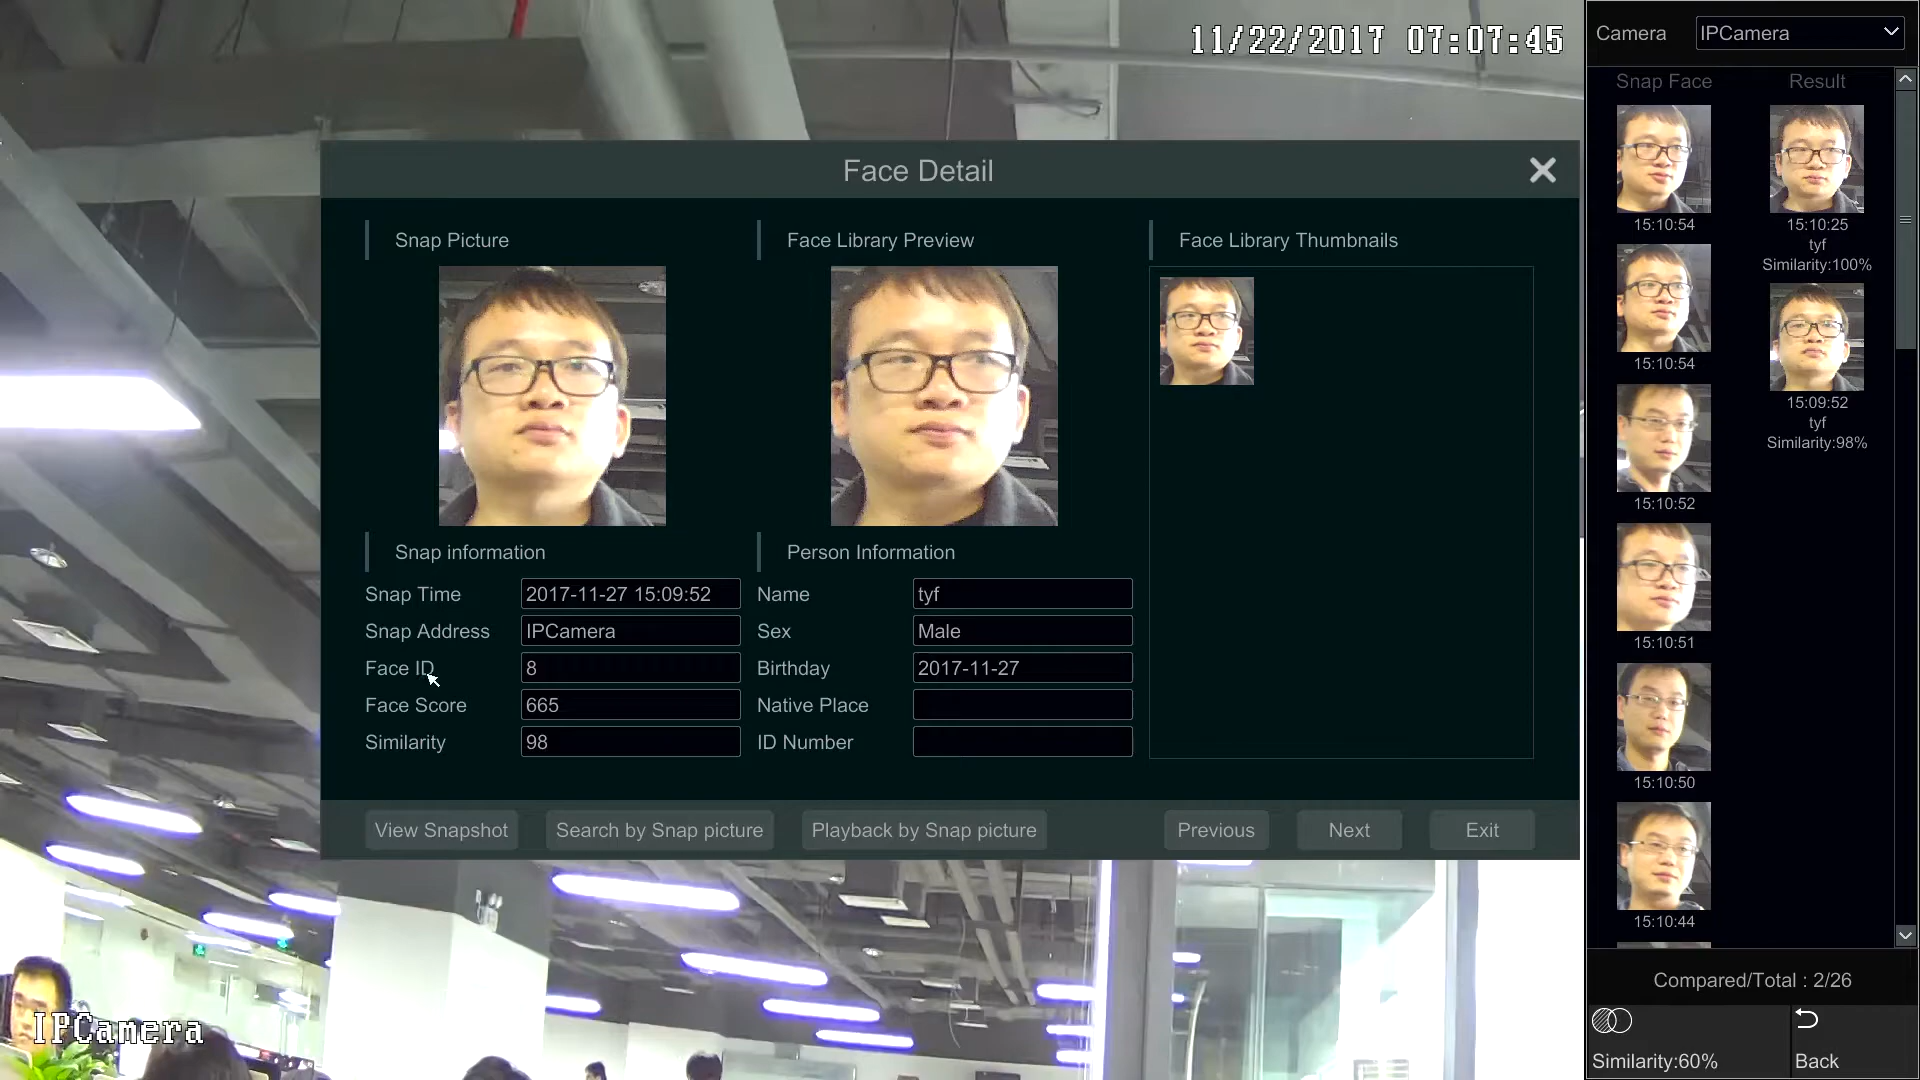 11/22/2017 07:07:45
Camera IPCamera
Snap Face Result
Face Detail
Snap Picture
Face Library Preview
Face Library Thumbnails
Snap information
Snap Time 2017-11-27 15:09:52
Snap Address IPCamera
Face ID 8
Face Score 665
Similarity 98
Person Information
Name tyf
Sex Male
Birthday 2017-11-27
Native Place
ID Number
View Snapshot
Search by Snap picture
Playback by Snap picture
Previous
Next
Exit
15:10:54
15:10:54
15:10:52
15:10:51
15:10:50
15:10:44
15:10:25
tyf
Similarity:100%
15:09:52
tyf
Similarity:98%
Compared/Total : 2/26
Similarity:60%
Back
IPCamera